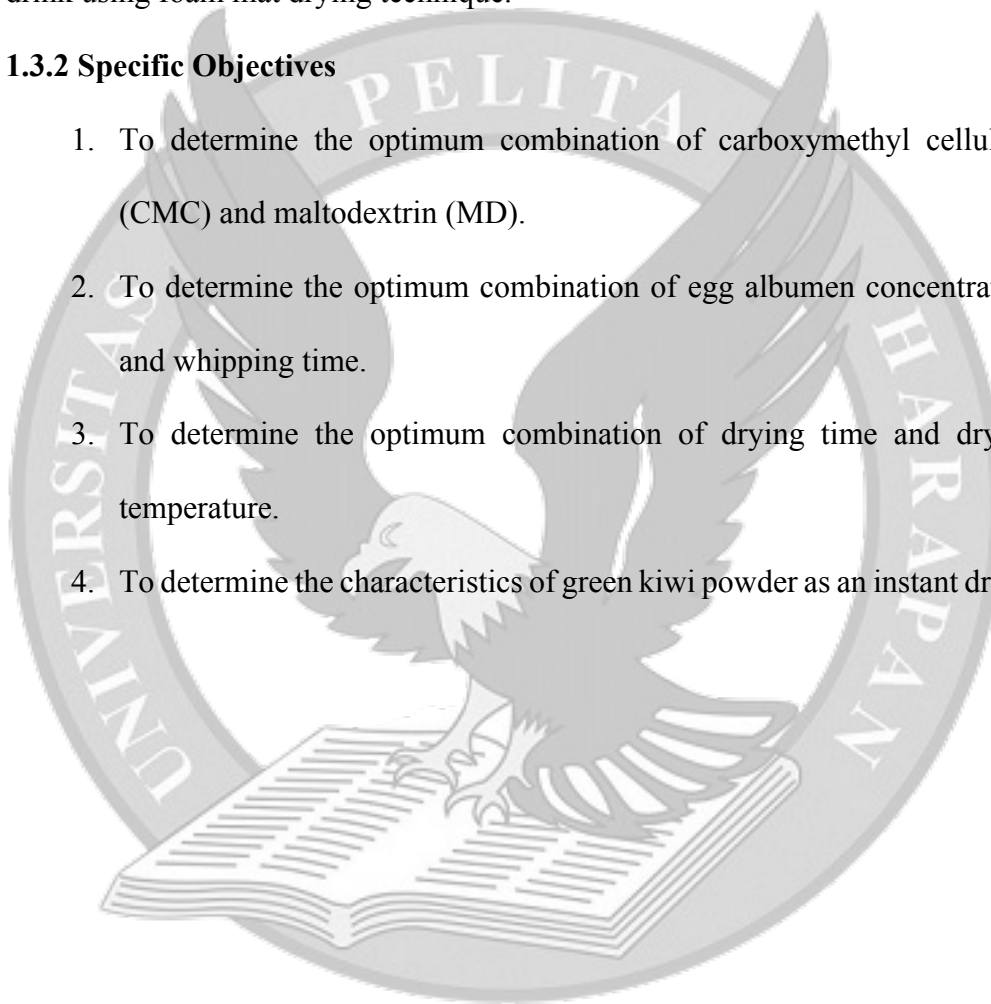 drink using foam mat drying technique.
1.3.2 Specific Objectives
1. To determine the optimum combination of carboxymethyl cellul
(CMC) and maltodextrin (MD).
2. To determine the optimum combination of egg albumen concentrat
and whipping time.
3. To determine the optimum combination of drying time and dry
temperature.
4. To determine the characteristics of green kiwi powder as an instant dr
UNIVERSITAS PELITA HARAPAN